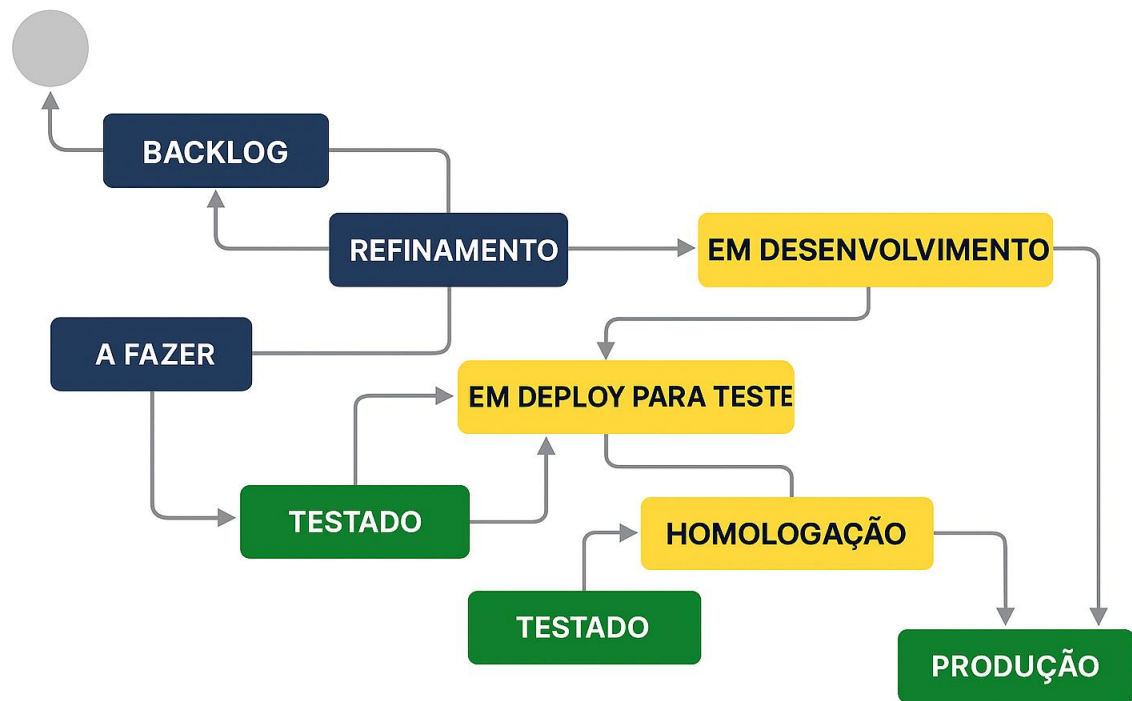 BACKLOG
REFINAMENTO
EM DESENVOLVIMENTO
A FAZER
EM DEPLOY PARA TESTE
TESTADO
HOMOLOGAÇÃO
TESTADO
PRODUÇÃO